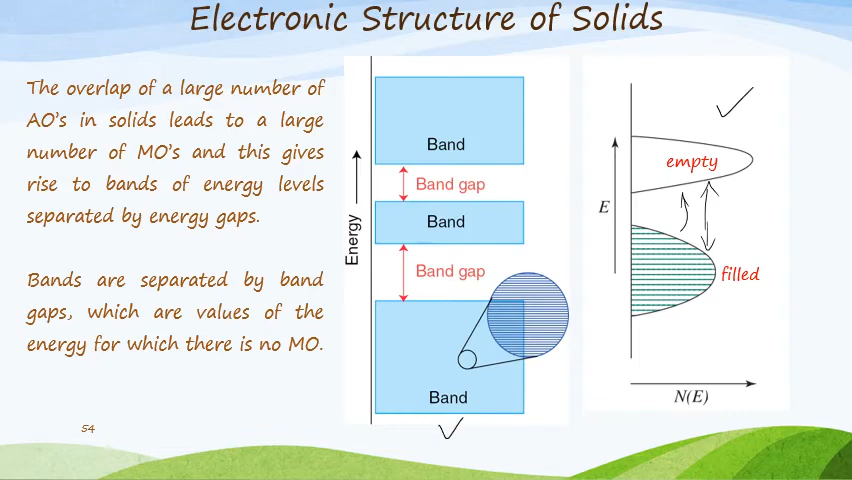 Electronic Structure of Solids
The overlap of a large number of
AO's in solids leads to a large
number of MO's and this gives
rise to bands of energy levels
separated by energy gaps.
Bands are separated by band
gaps, which are values of the
energy for which there is no MO.
54
Energy
Band
Band gap
Band
Band gap
Band
E
empty
filled
N(E)